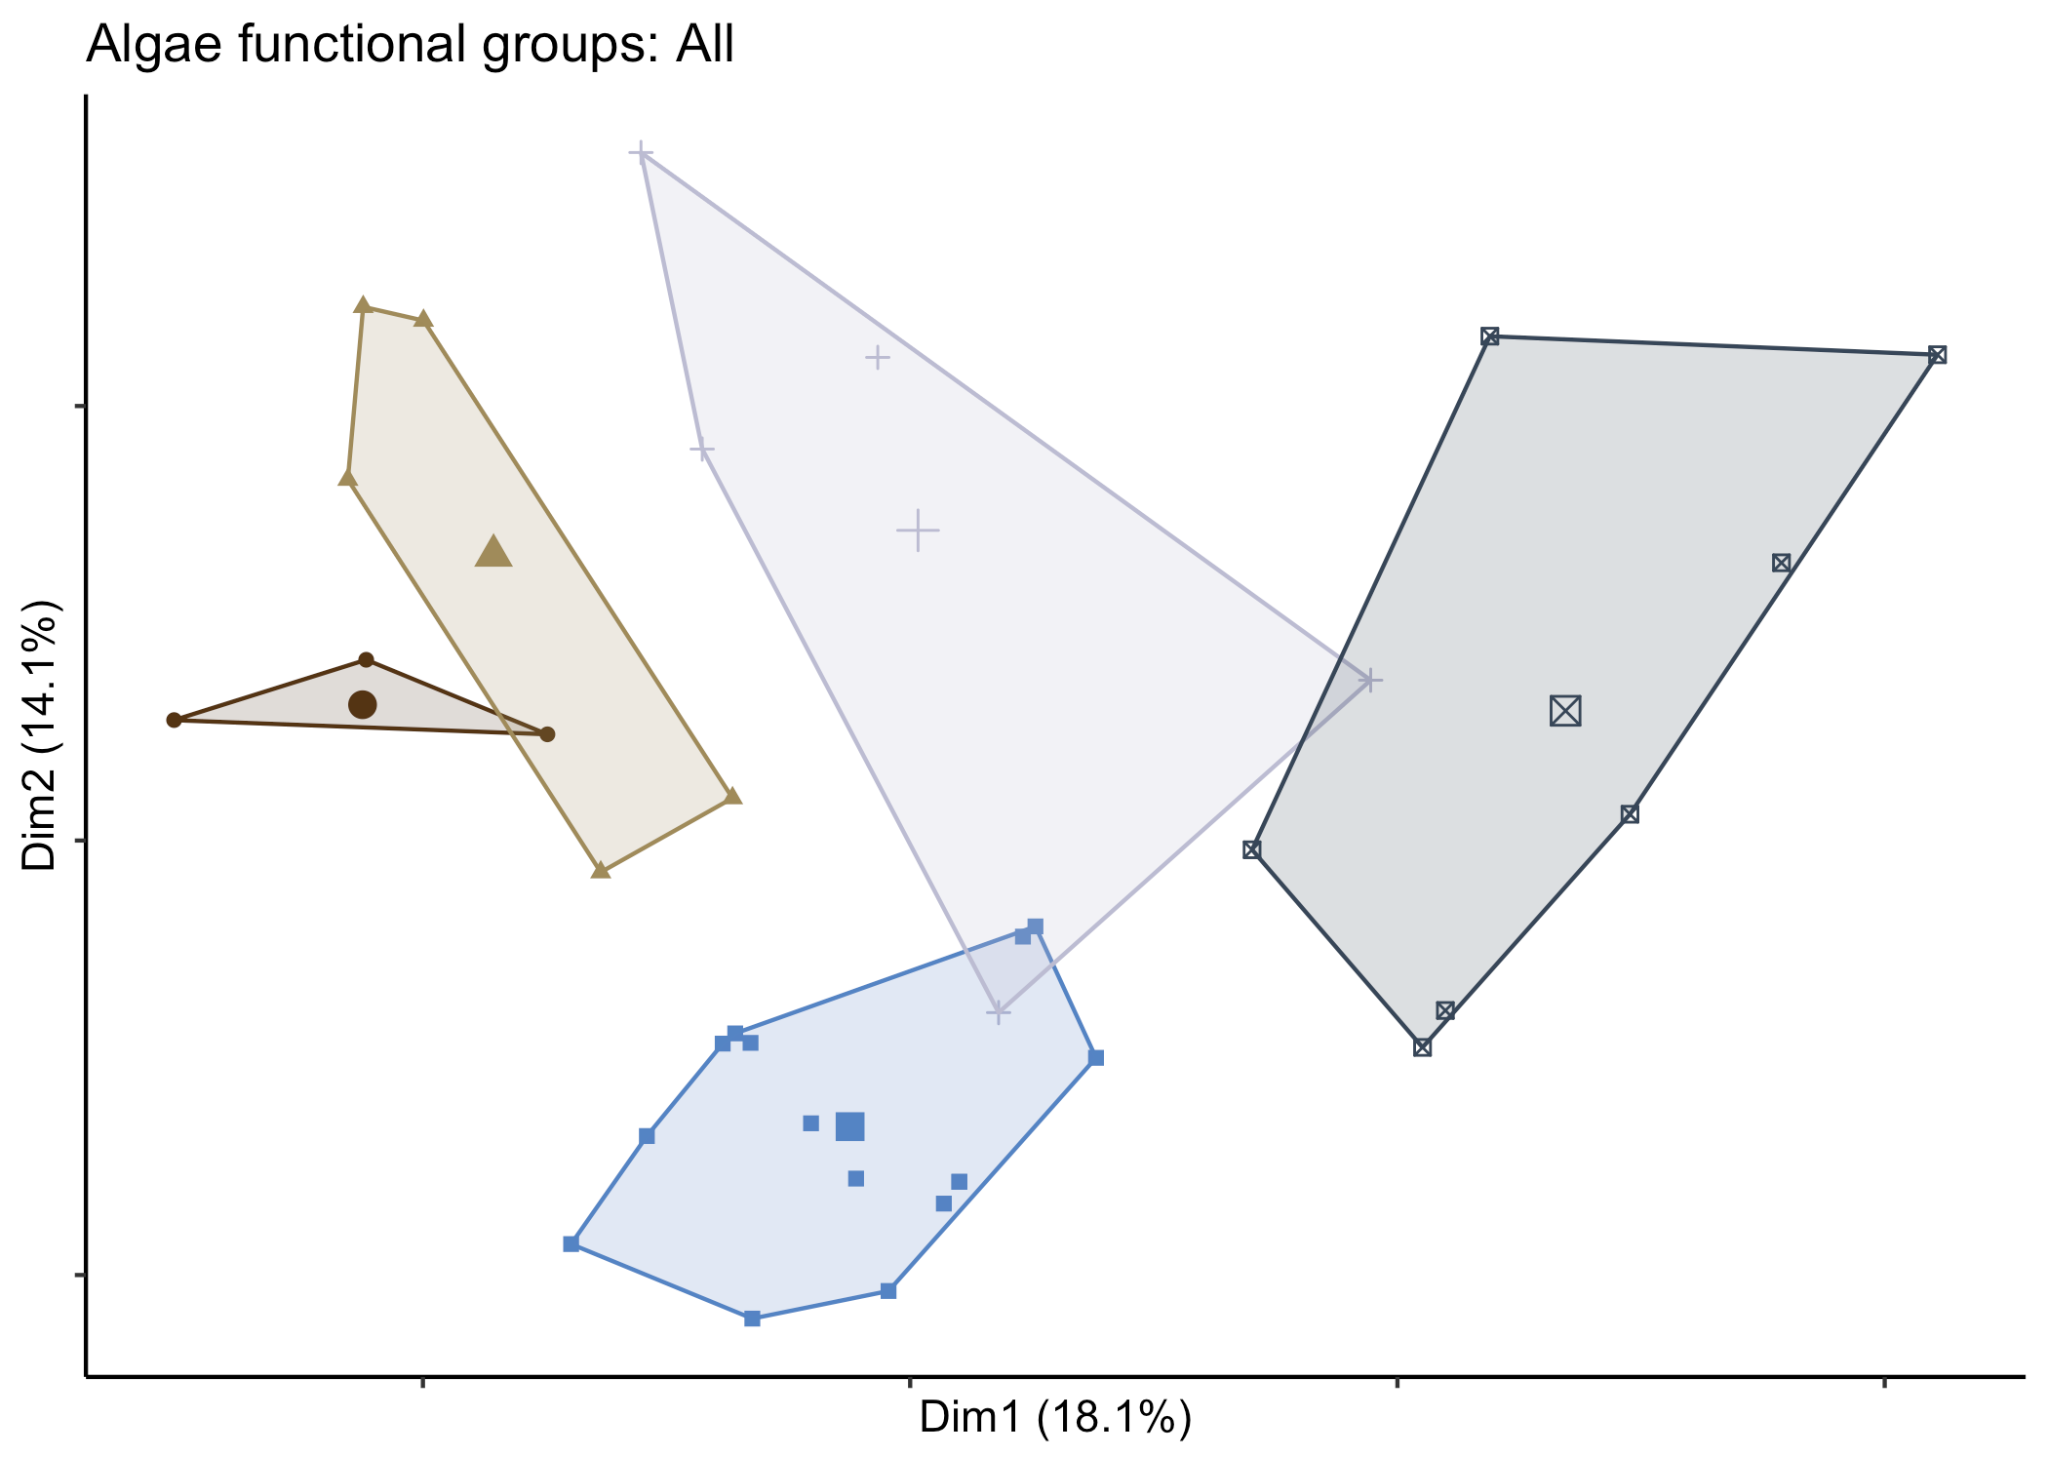 Algae functional groups: All
Dim2 (14.1%)
Dim1 (18.1%)